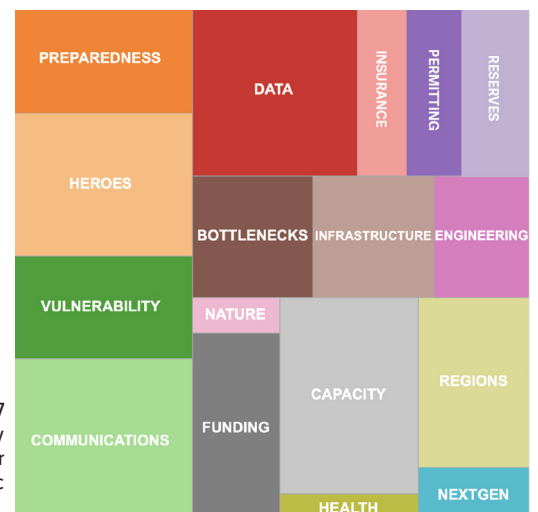 PREPAREDNESS
HEROES
VULNERABILITY
COMMUNICATIONS
DATA
INSURANCE
PERMITTING
RESERVES
BOTTLENECKS
INFRASTRUCTURE
ENGINEERING
NATURE
FUNDING
CAPACITY
HEALTH
REGIONS
NEXTGEN